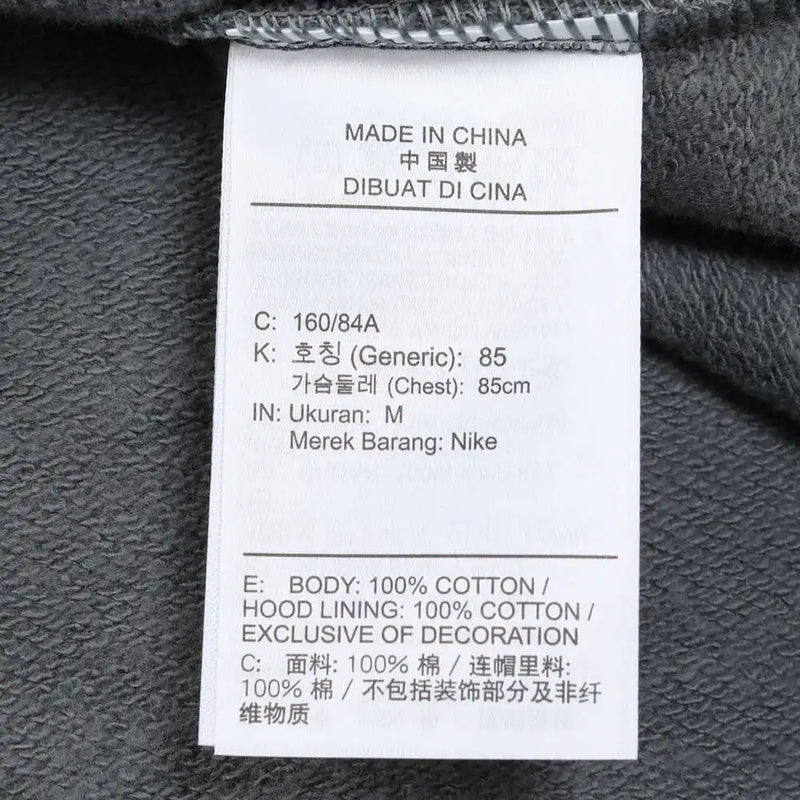 MADE IN CHINA
中国製
DIBUAT DI CINA
C: 160/84A
K: 호칭 (Generic): 85
가슴둘레 (Chest): 85cm
IN: Ukuran: M
Merek Barang: Nike
E: BODY: 100% COTTON /
HOOD LINING: 100% COTTON /
EXCLUSIVE OF DECORATION
C: 面料: 100% 棉 / 连帽里料:
100% 棉 / 不包括装饰部分及非纤
维物质